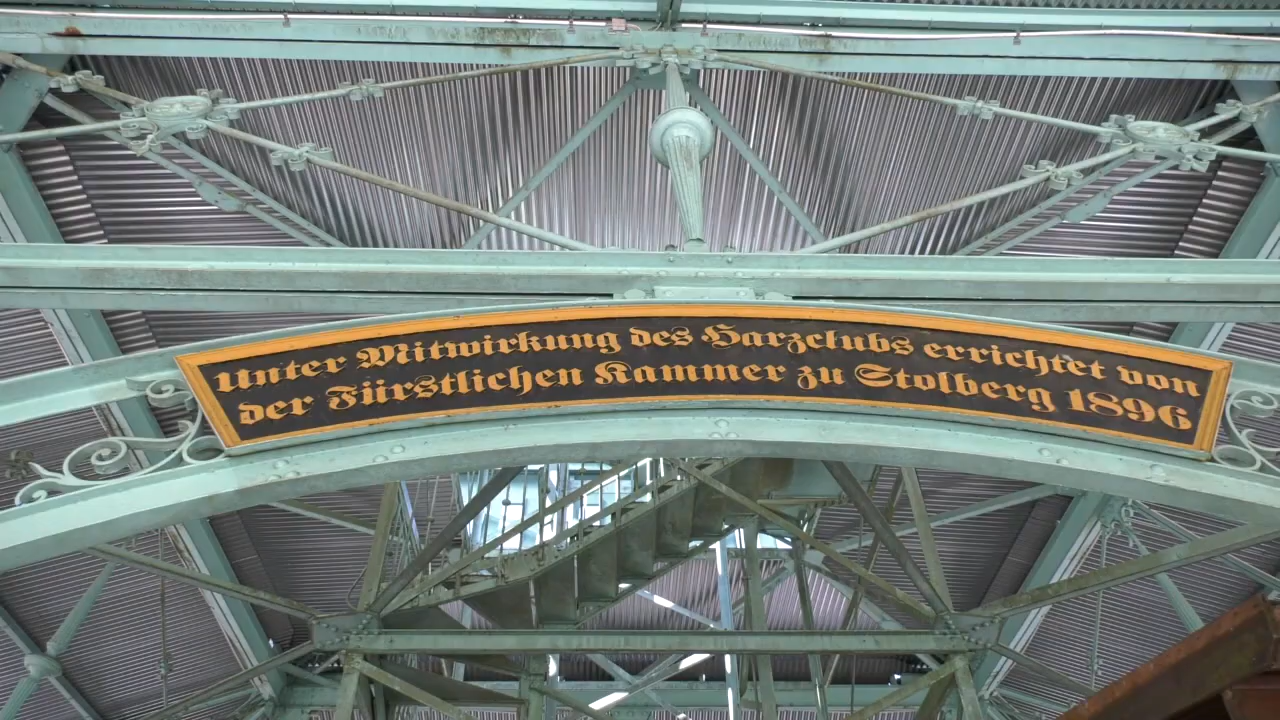 Unter Mitwirkung des Harzclubs errichtet von
der Fürstlichen Kammer zu Stolberg 1896